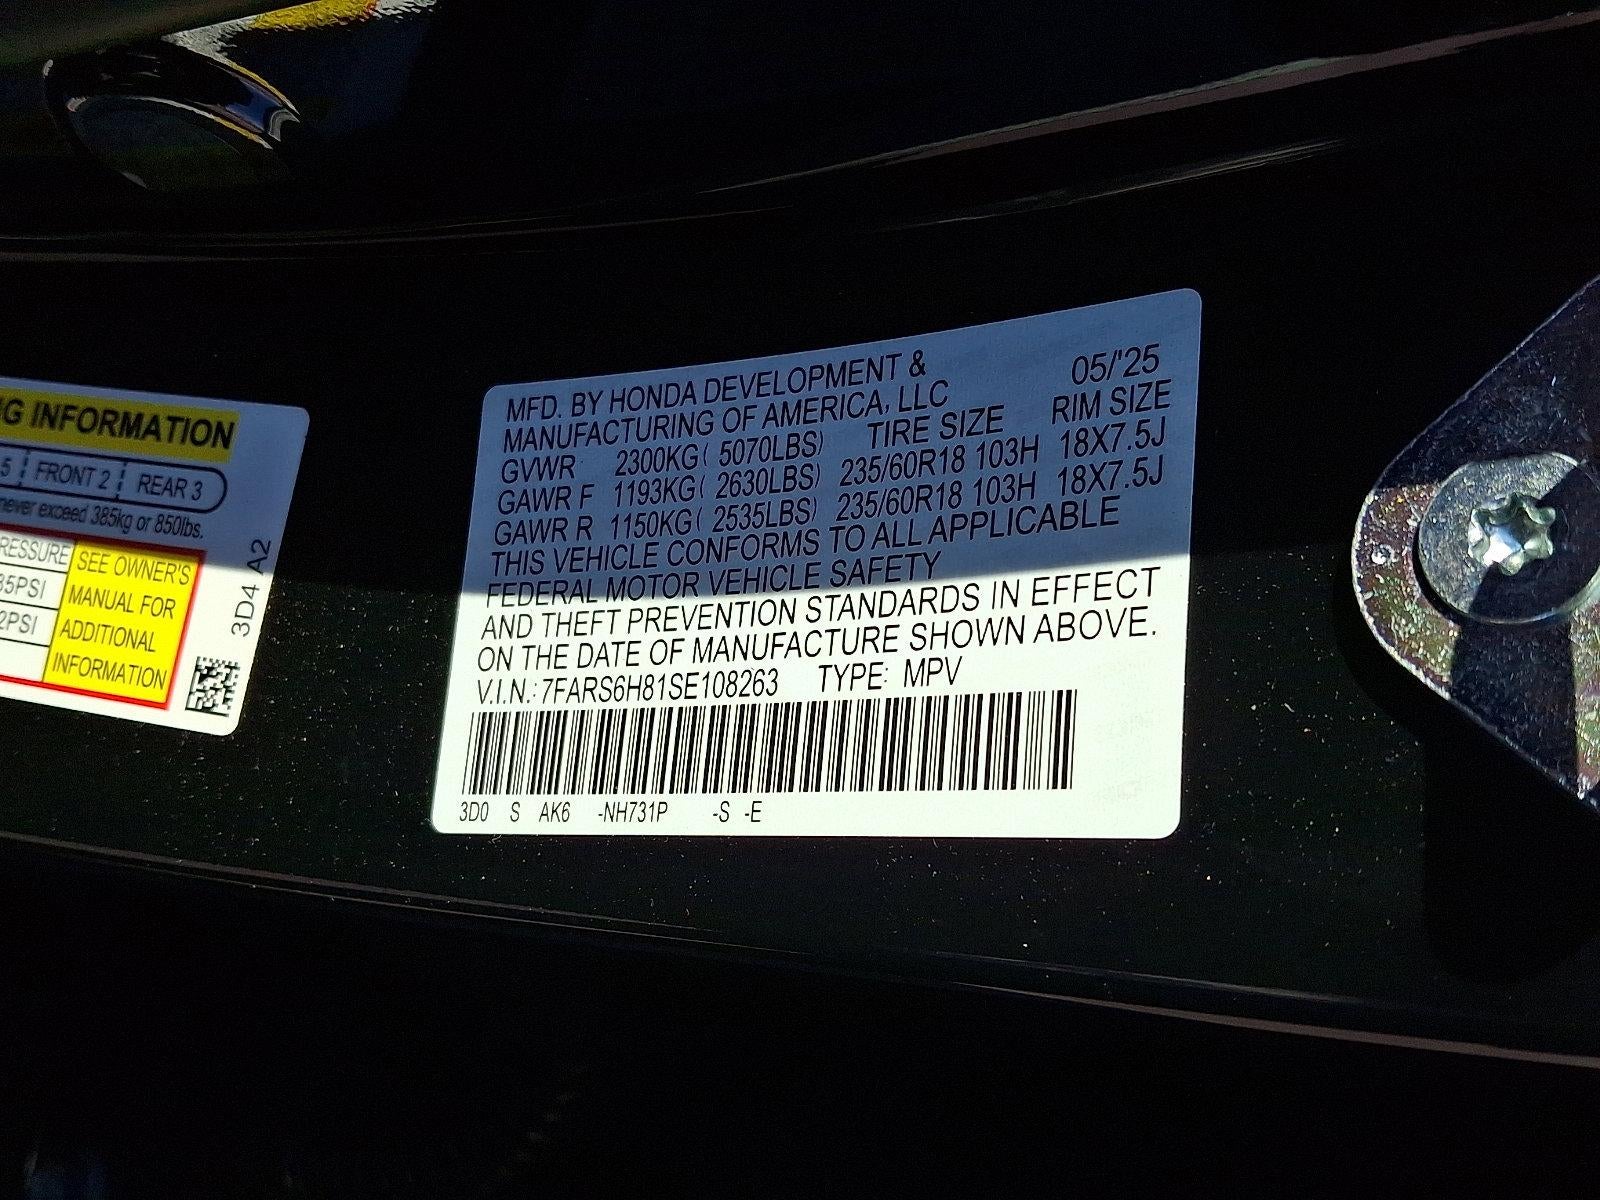 G INFORMATION
5 FRONT 2 REAR 3
never exceed 385kg or 850lbs.
RESSURE SEE OWNER'S
35PSI MANUAL FOR
2PSI ADDITIONAL
INFORMATION
3D4 A2
MFD. BY HONDA DEVELOPMENT & 05/'25
MANUFACTURING OF AMERICA, LLC RIM SIZE
GVWR 2300KG( 5070LBS) TIRE SIZE
GAWR F 1193KG( 2630LBS) 235/60R18 103H 18X7.5J
GAWR R 1150KG( 2535LBS) 235/60R18 103H 18X7.5J
THIS VEHICLE CONFORMS TO ALL APPLICABLE
FEDERAL MOTOR VEHICLE SAFETY
AND THEFT PREVENTION STANDARDS IN EFFECT
ON THE DATE OF MANUFACTURE SHOWN ABOVE.
V.I.N.: 7FARS6H81SE108263 TYPE: MPV
3D0 S AK6 -NH731P -S -E